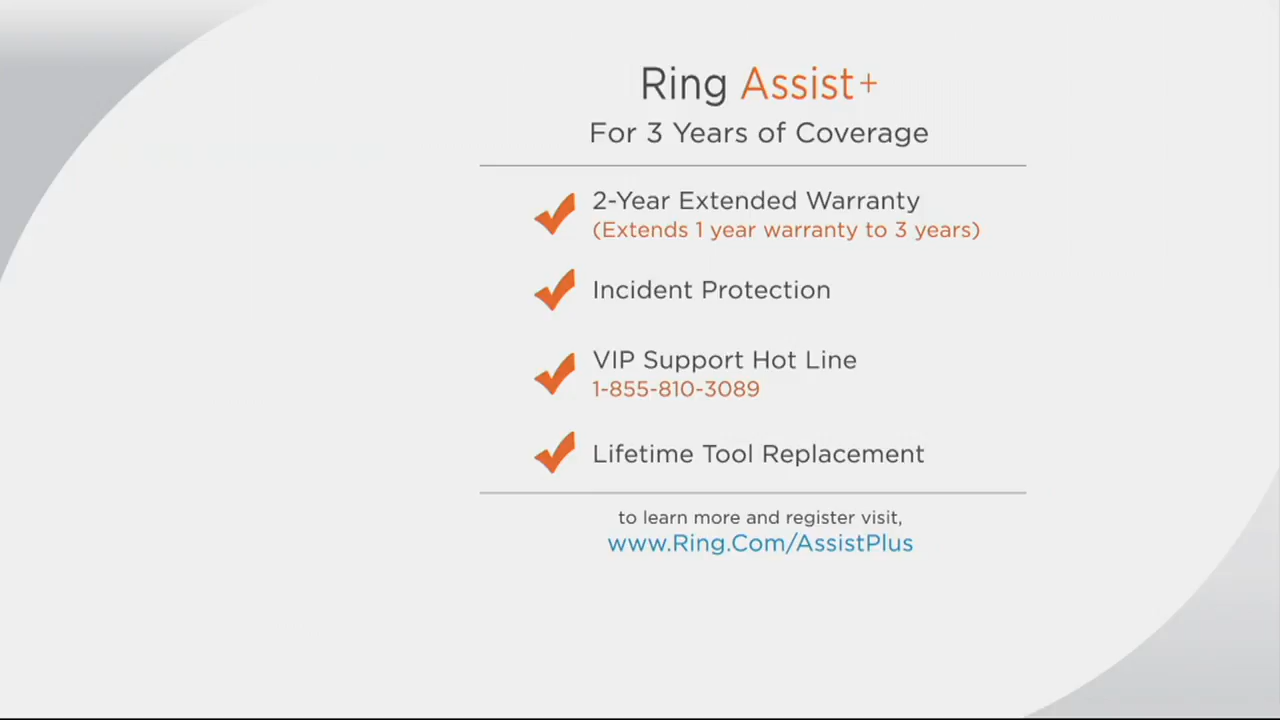 Ring Assist+
For 3 Years of Coverage
2-Year Extended Warranty
(Extends 1 year warranty to 3 years)
Incident Protection
VIP Support Hot Line
1-855-810-3089
Lifetime Tool Replacement
to learn more and register visit,
www.Ring.Com/AssistPlus